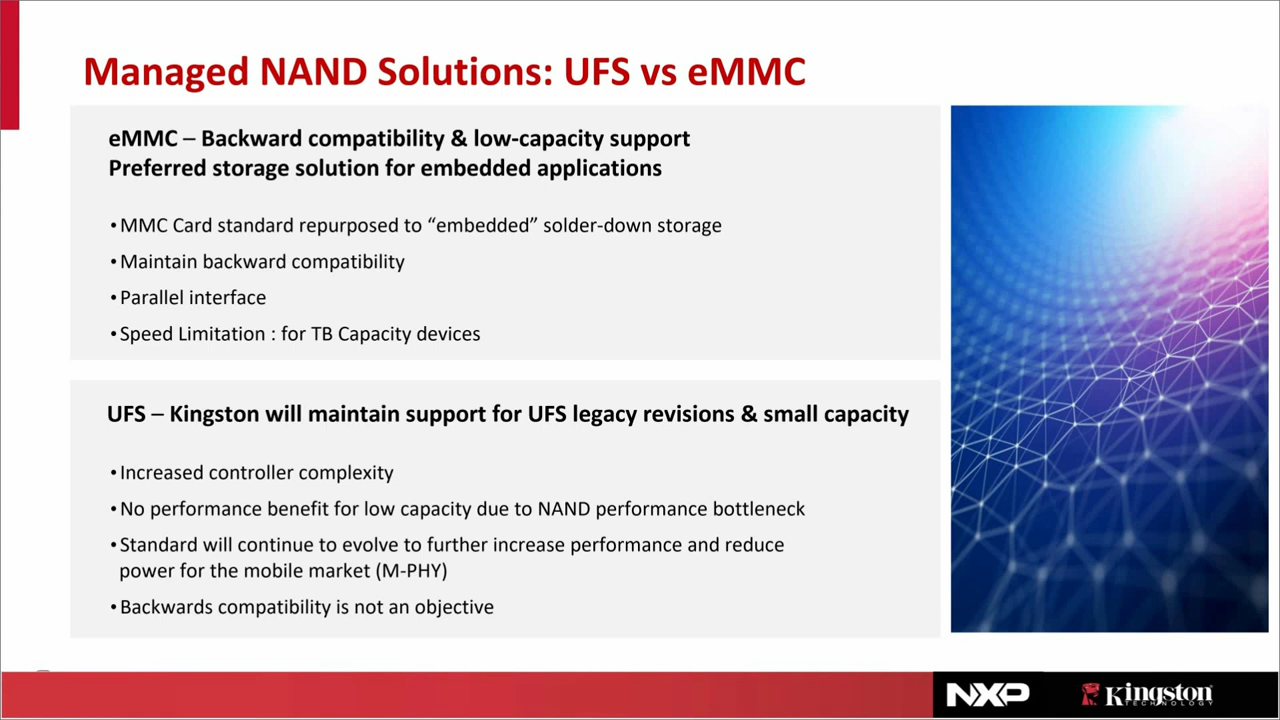 Managed NAND Solutions: UFS vs eMMC
eMMC – Backward compatibility & low-capacity support
Preferred storage solution for embedded applications
•MMC Card standard repurposed to “embedded” solder-down storage
•Maintain backward compatibility
•Parallel interface
•Speed Limitation : for TB Capacity devices
UFS – Kingston will maintain support for UFS legacy revisions & small capacity
•Increased controller complexity
•No performance benefit for low capacity due to NAND performance bottleneck
•Standard will continue to evolve to further increase performance and reduce
power for the mobile market (M-PHY)
•Backwards compatibility is not an objective
NXP
Kingston
TECHNOLOGY